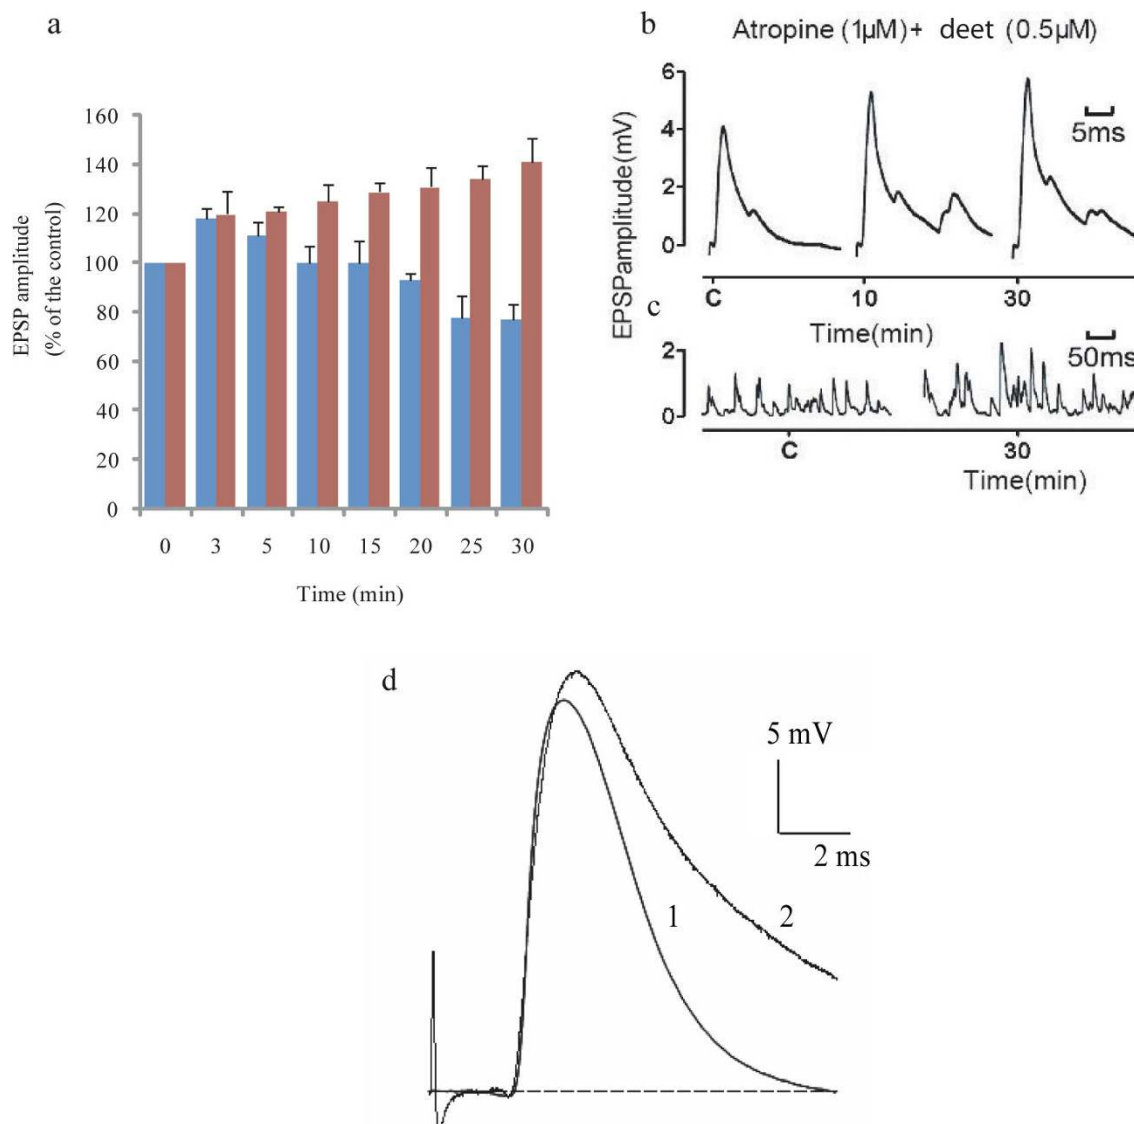 a
160
140
120
100
80
60
40
20
0
EPSP amplitude
(% of the control)
0 3 5 10 15 20 25 30
Time (min)
b
Atropine (1µM)+ deet (0.5µM)
6
4
2
0
EPSPamplitude(mV)
5ms
C 10 30
Time(min)
c
2
0
50ms
C 30
Time(min)
d
5 mV
2 ms
1 2